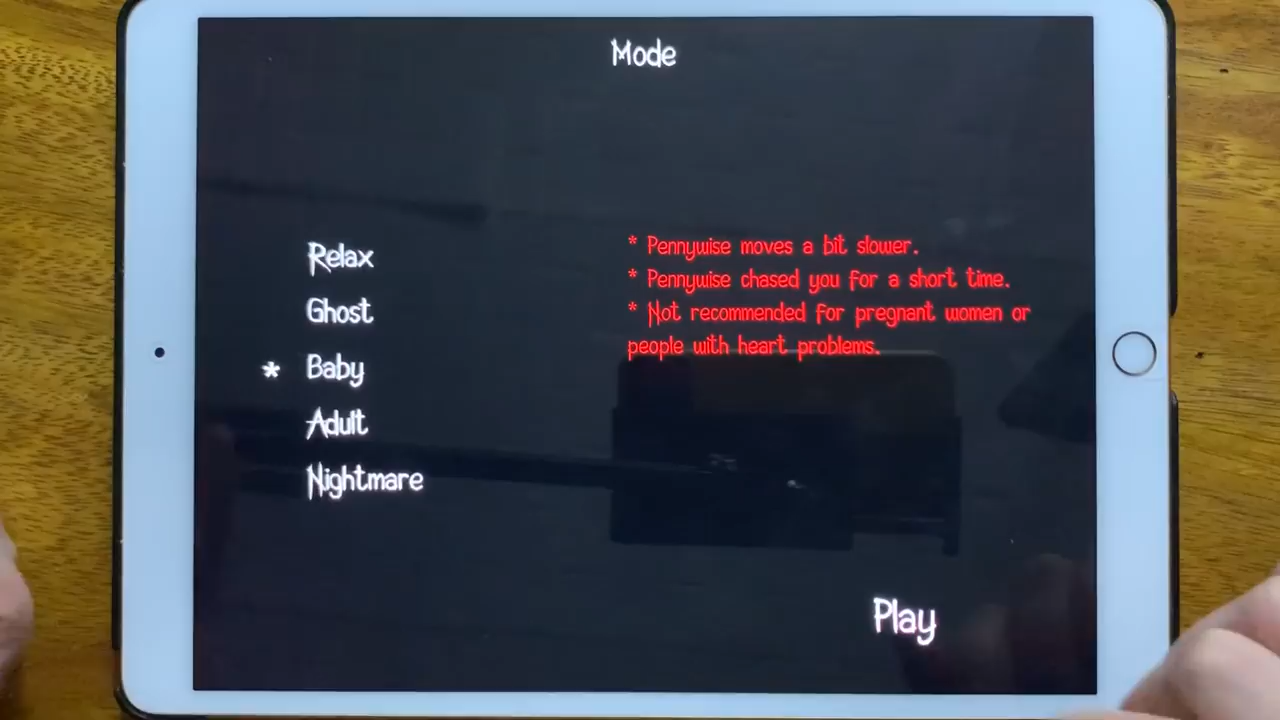 Mode
Relax
Ghost
* Baby
Adult
Nightmare
* Pennywise moves a bit slower.
* Pennywise chased you for a short time.
* Not recommended for pregnant women or
people with heart problems.
Play